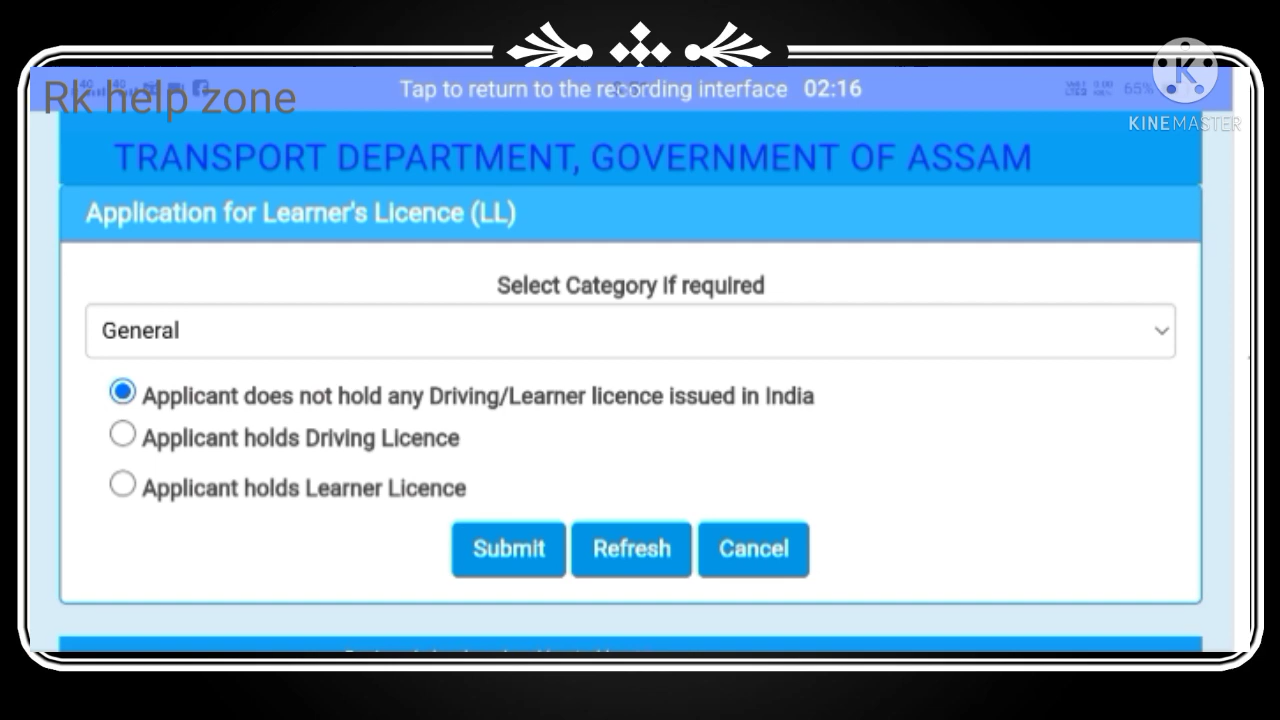 Rk help zone
Tap to return to the recording interface 02:16
65%
K
KINEMASTER
TRANSPORT DEPARTMENT, GOVERNMENT OF ASSAM
Application for Learner's Licence (LL)
Select Category if required
General
Applicant does not hold any Driving/Learner licence issued in India
Applicant holds Driving Licence
Applicant holds Learner Licence
Submit Refresh Cancel